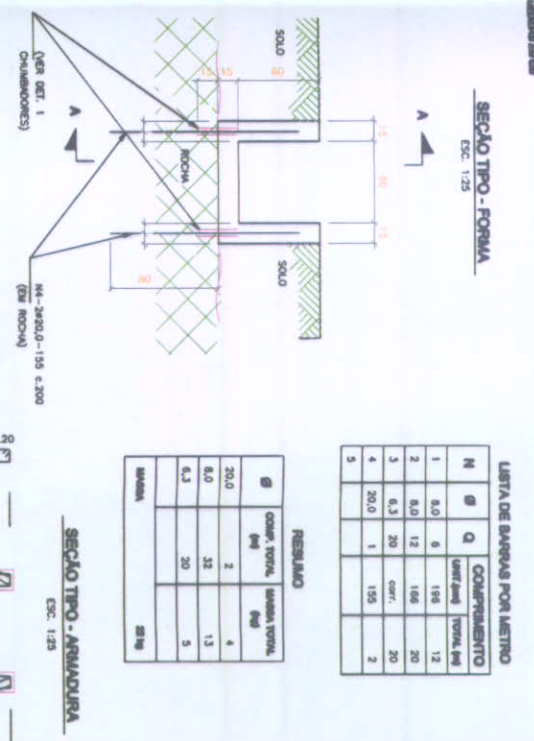 SEÇÃO TIPO - FORMA
ESC. 1:25
A
A
SOLO
SOLO
60
15
15
15
50
15
ROCHA
80
(VER DET. 1
CHUMBADORES)
N4-2ø20,0-155 c.200
(EM ROCHA)
LISTA DE BARRAS POR METRO
N Ø Q COMPRIMENTO
UNIT.(cm) TOTAL (m)
1 8,0 6 196 12
2 8,0 12 166 20
3 6,3 20 corr. 20
4 20,0 1 155 2
5
RESUMO
Ø COMP. TOTAL (m) MASSA TOTAL (kg)
20,0 2 4
8,0 32 13
6,3 20 5
MASSA 22 kg
SEÇÃO TIPO - ARMADURA
ESC. 1:25
20